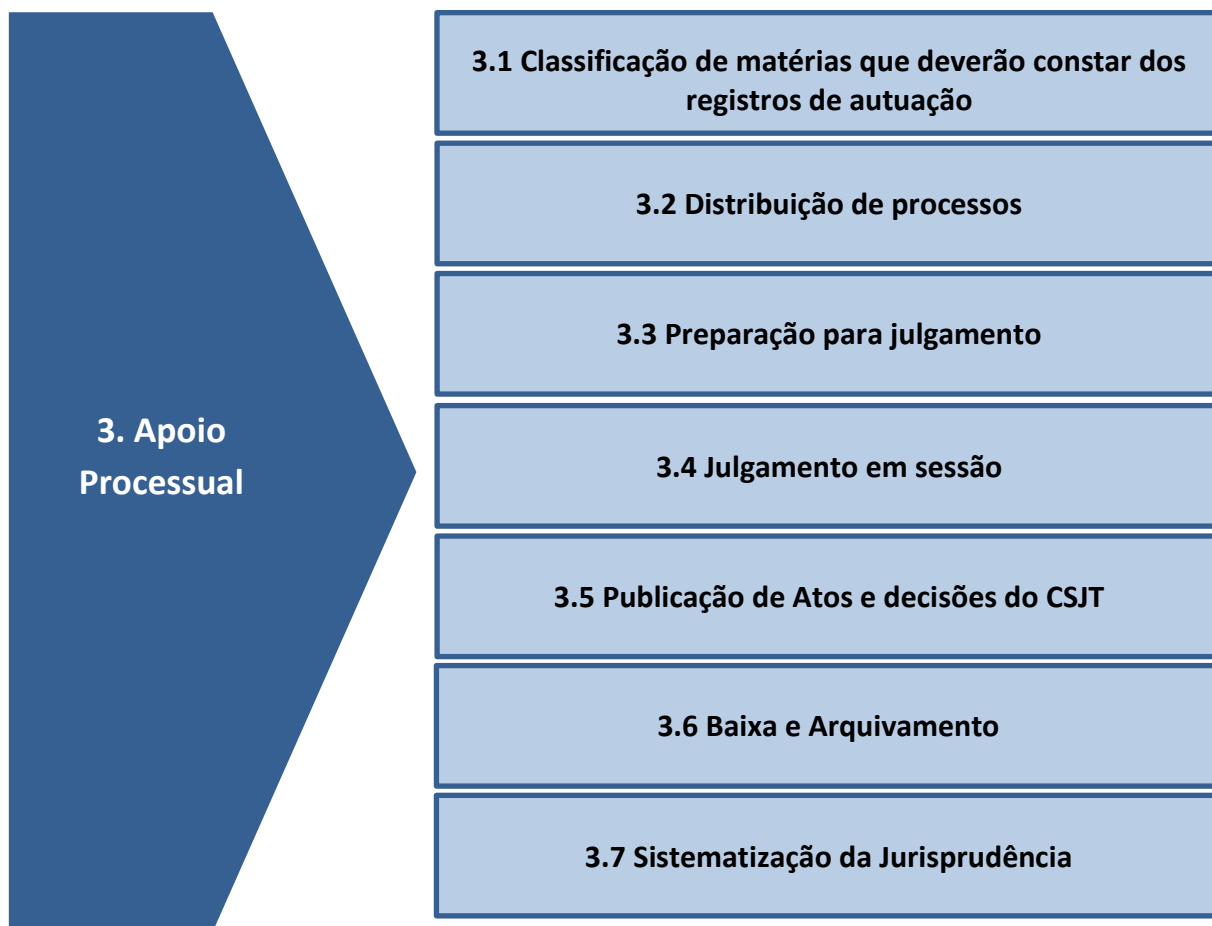 3. Apoio
Processual
3.1 Classificação de matérias que deverão constar dos
registros de autuação
3.2 Distribuição de processos
3.3 Preparação para julgamento
3.4 Julgamento em sessão
3.5 Publicação de Atos e decisões do CSJT
3.6 Baixa e Arquivamento
3.7 Sistematização da Jurisprudência